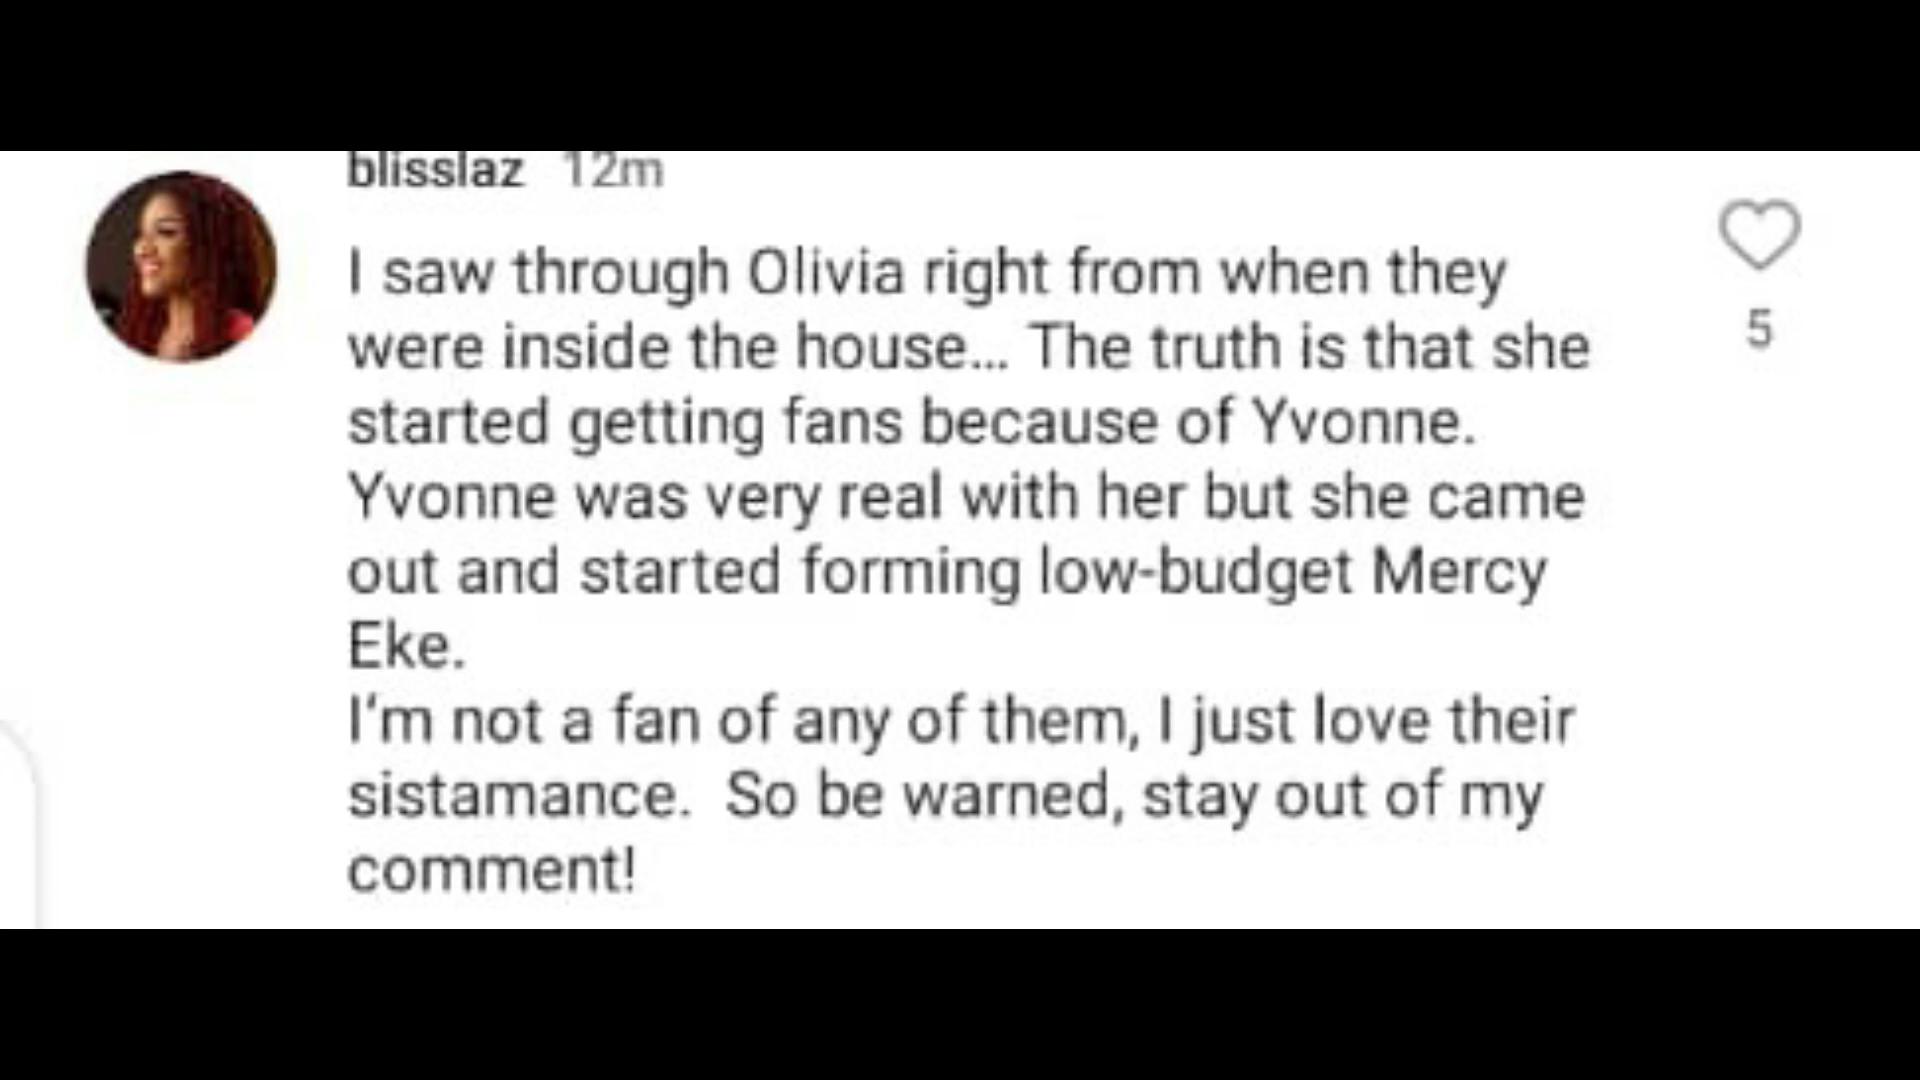 blisslaz 12m
I saw through Olivia right from when they
were inside the house... The truth is that she
started getting fans because of Yvonne.
Yvonne was very real with her but she came
out and started forming low-budget Mercy
Eke.
I'm not a fan of any of them, I just love their
sistamance.  So be warned, stay out of my
comment!
5